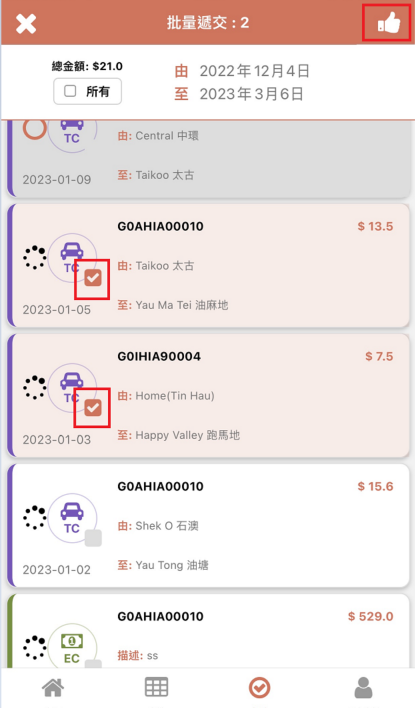 批量遞交 : 2
總金額: $21.0
所有
由 2022年12月4日
至 2023年3月6日
TC
由: Central 中環
2023-01-09
至: Taikoo 太古
G0AHIA00010
$ 13.5
TC
由: Taikoo 太古
2023-01-05
至: Yau Ma Tei 油麻地
G0IHIA90004
$ 7.5
TC
由: Home(Tin Hau)
2023-01-03
至: Happy Valley 跑馬地
G0AHIA00010
$ 15.6
TC
由: Shek O 石澳
2023-01-02
至: Yau Tong 油塘
G0AHIA00010
$ 529.0
EC
描述: ss